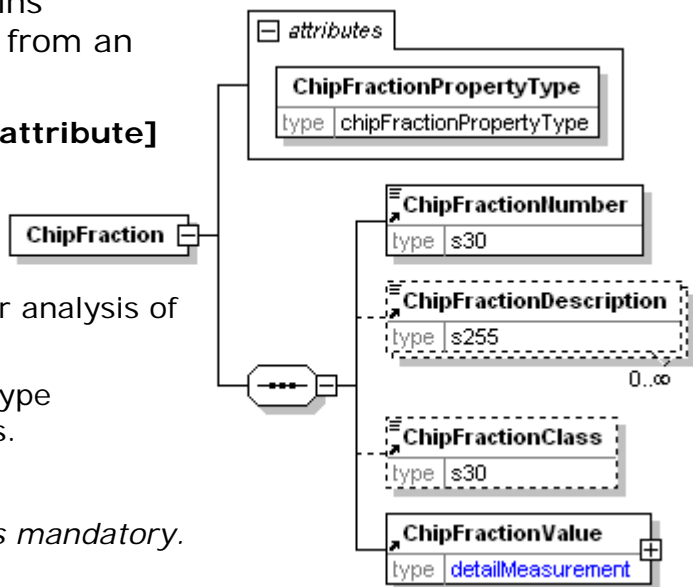 ins
from an
attribute]
r analysis of
ype
s.
s mandatory.
attributes
ChipFractionPropertyType
type chipFractionPropertyType
ChipFraction
ChipFractionNumber
type s30
ChipFractionDescription
type s255
0..∞
ChipFractionClass
type s30
ChipFractionValue
type detailMeasurement